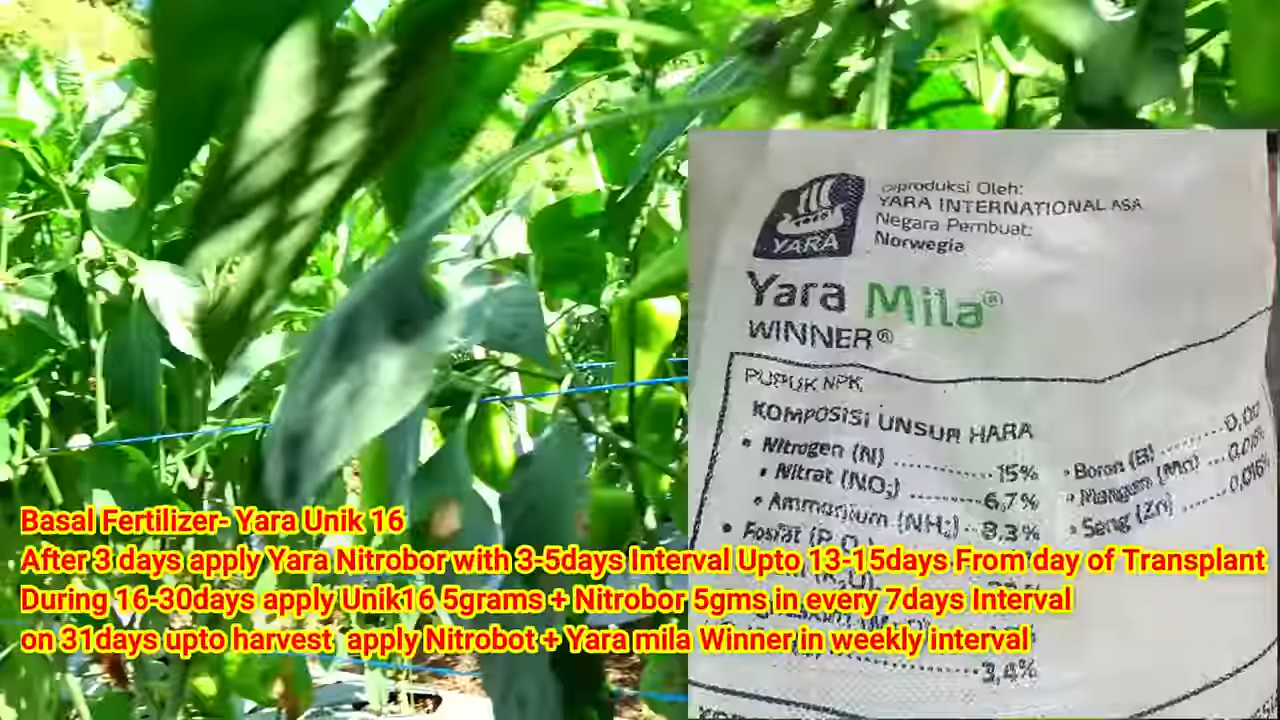 YARA
Diproduksi Oleh:
YARA INTERNATIONAL ASA
Negara Pembuat:
Norwegia
Yara Mila®
WINNER®
PUPUK NPK
KOMPOSISI UNSUR HARA
• Nitrogen (N) 15%
• Nitrat (NO3) 6,7%
• Ammonium (NH4) 8,3%
• Fosfat
• Boron (B)
• Mangan (Mn)
• Seng (Zn) 0,016%
3,4%
Basal Fertilizer- Yara Unik 16
After 3 days apply Yara Nitrobor with 3-5days Interval Upto 13-15days From day of Transplant
During 16-30days apply Unik16 5grams + Nitrobor 5gms in every 7days Interval
on 31days upto harvest apply Nitrobot + Yara mila Winner in weekly interval